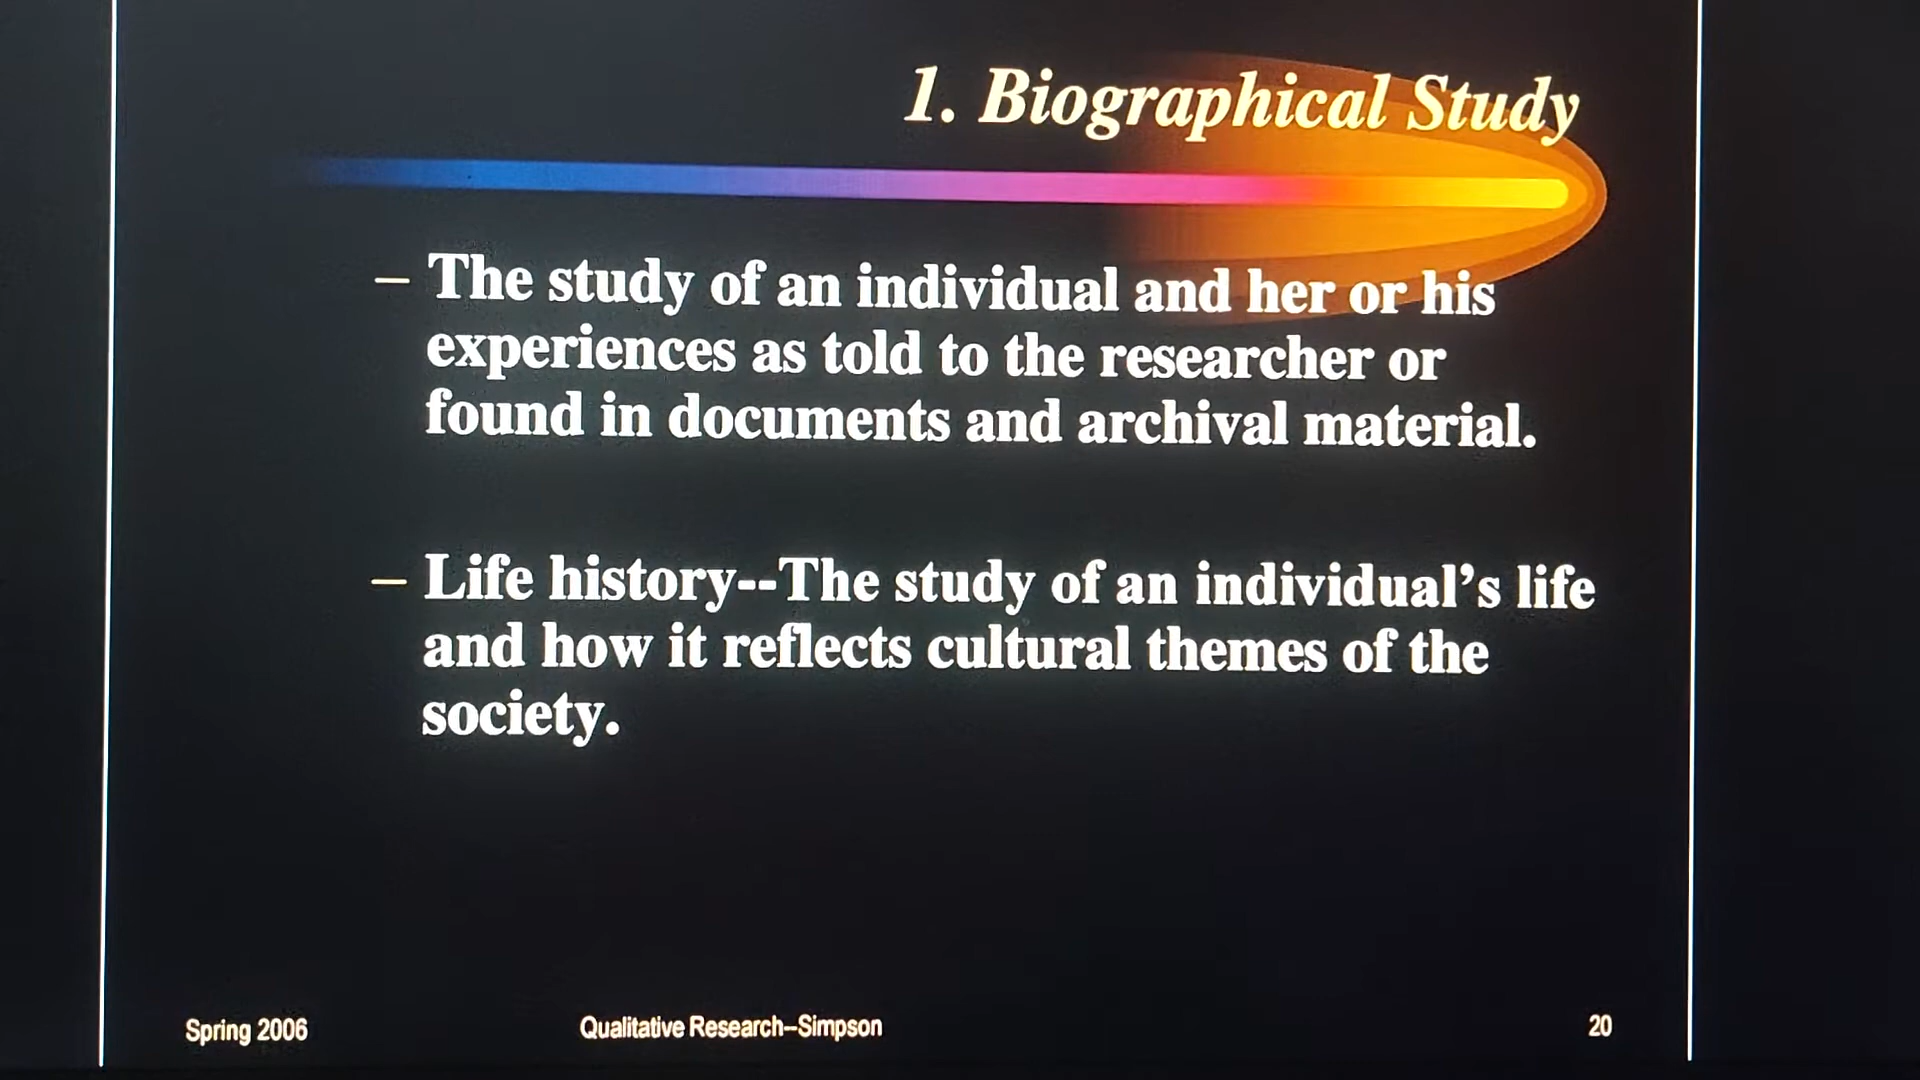 1. Biographical Study
– The study of an individual and her or his
experiences as told to the researcher or
found in documents and archival material.
– Life history--The study of an individual’s life
and how it reflects cultural themes of the
society.
Spring 2006
Qualitative Research--Simpson
20